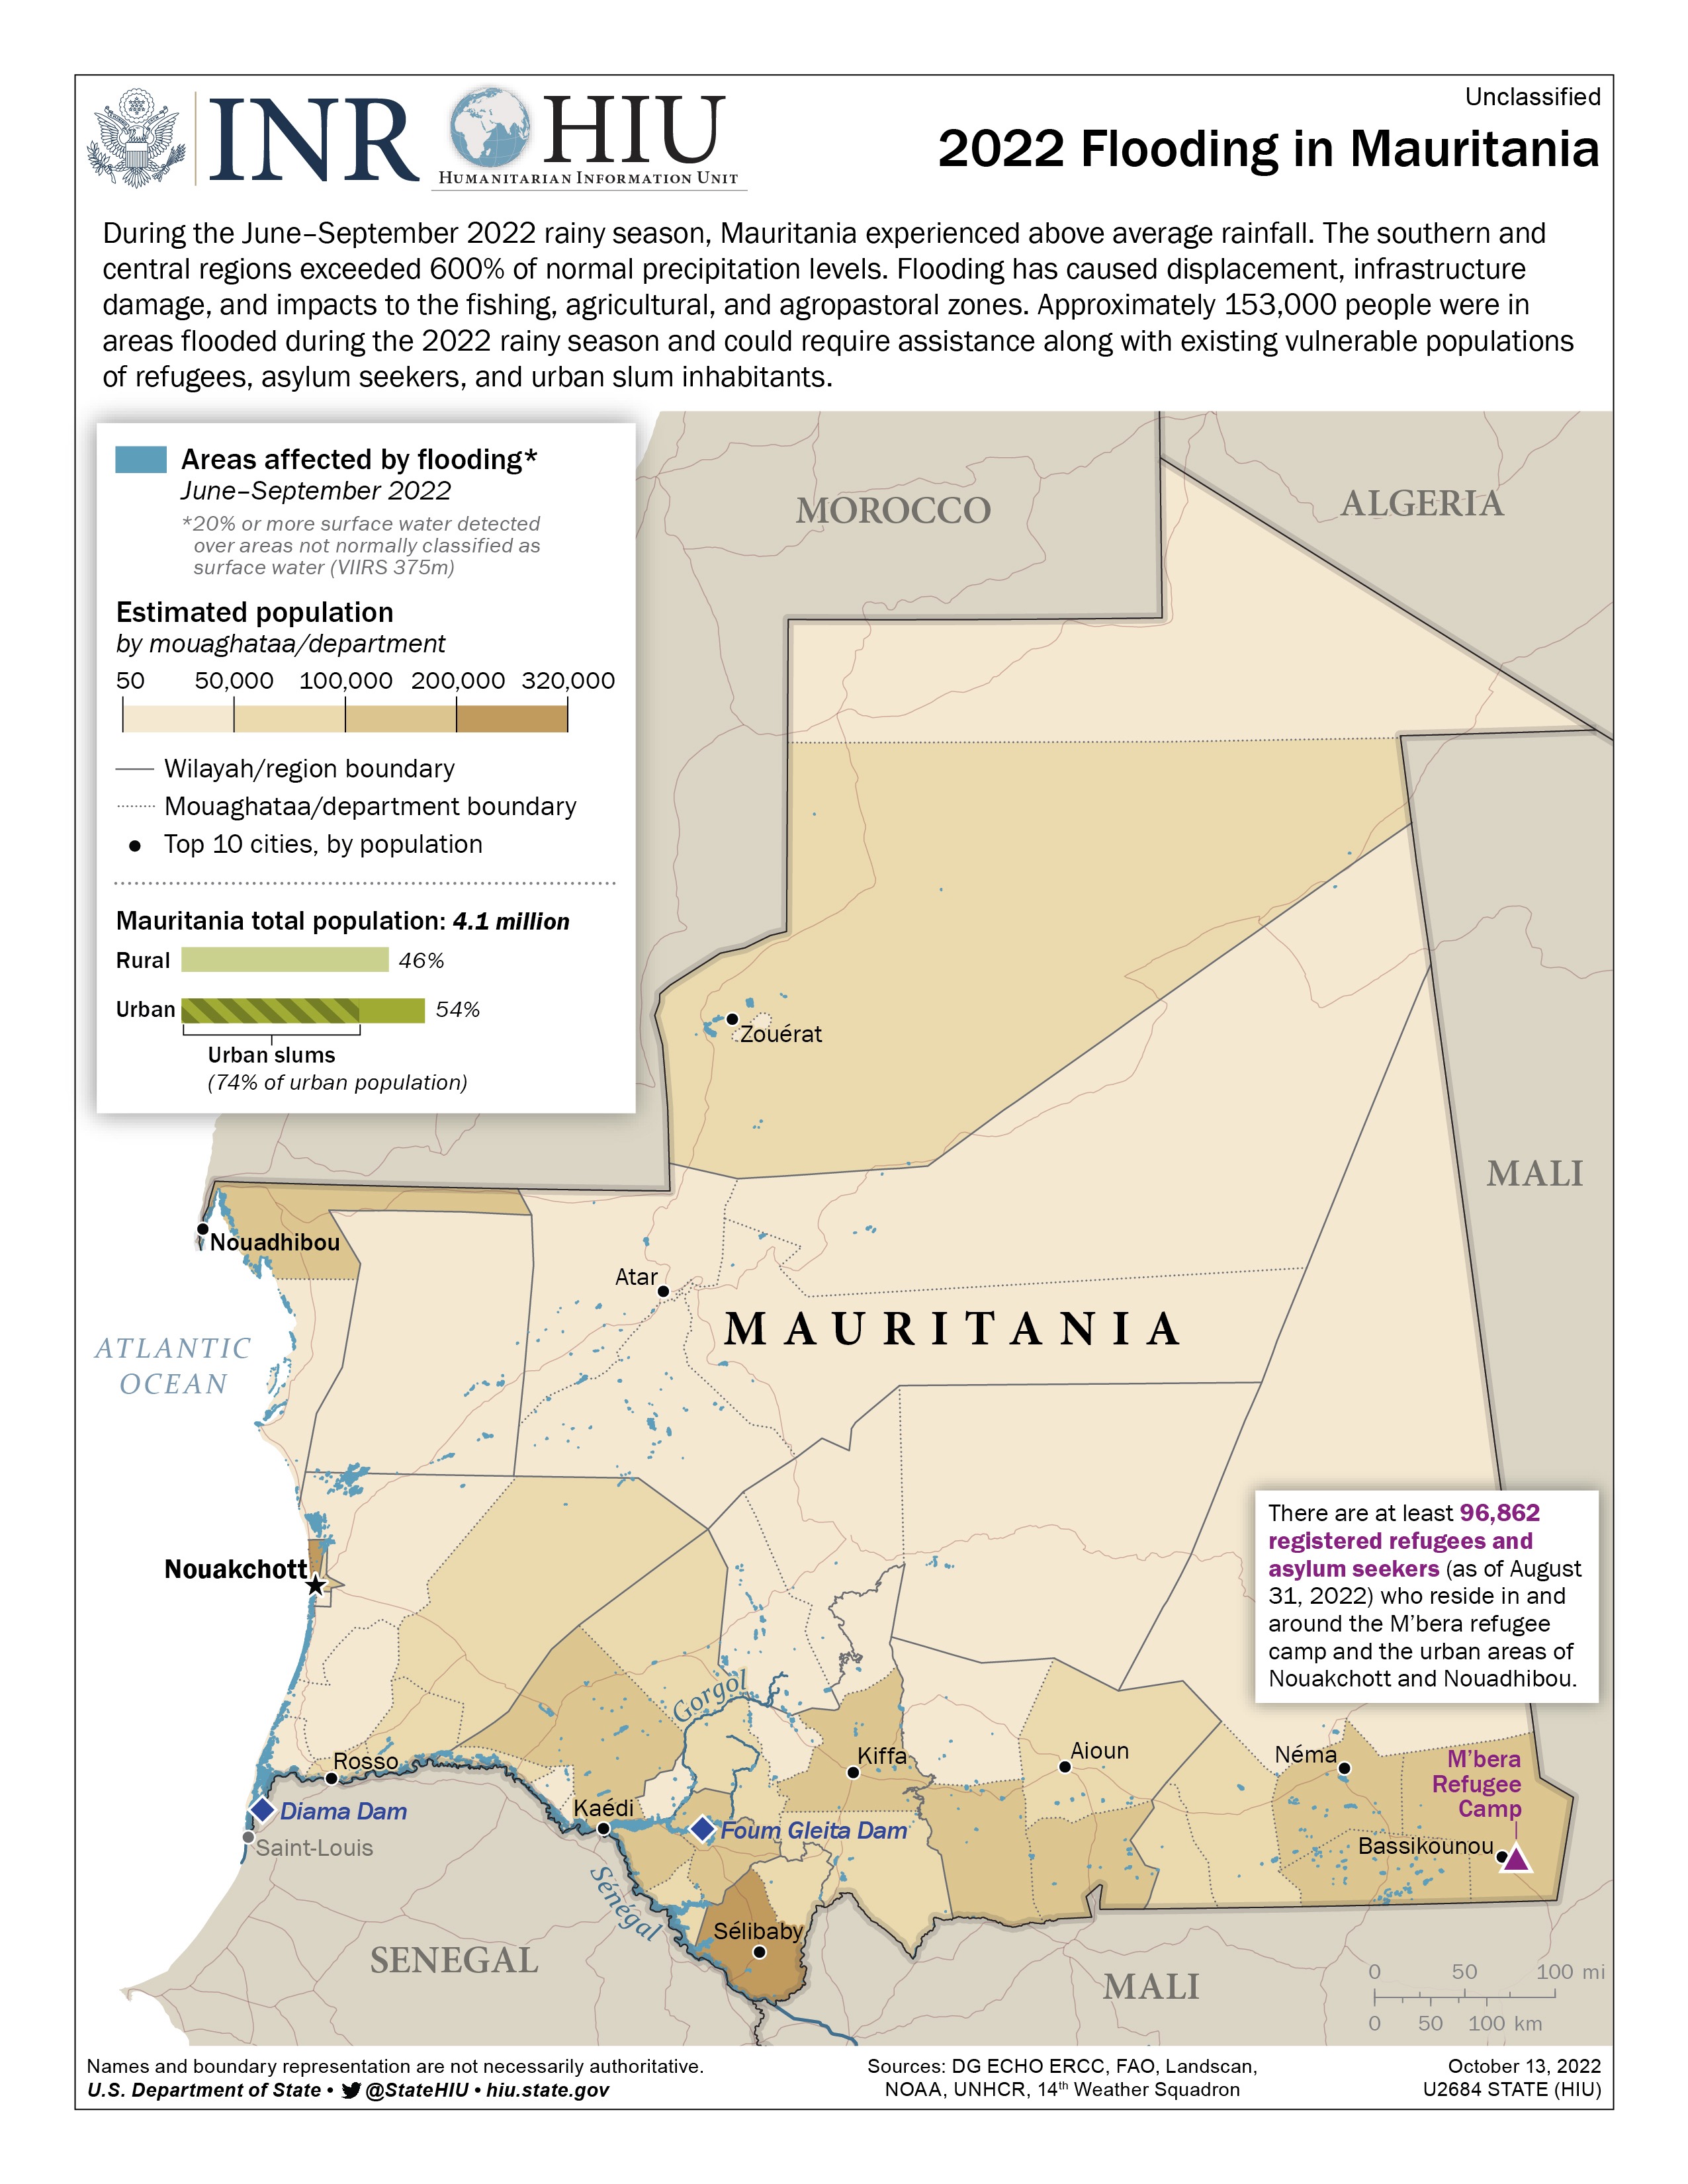 INR
HIU
HUMANITARIAN INFORMATION UNIT
Unclassified
2022 Flooding in Mauritania
During the June–September 2022 rainy season, Mauritania experienced above average rainfall. The southern and
central regions exceeded 600% of normal precipitation levels. Flooding has caused displacement, infrastructure
damage, and impacts to the fishing, agricultural, and agropastoral zones. Approximately 153,000 people were in
areas flooded during the 2022 rainy season and could require assistance along with existing vulnerable populations
of refugees, asylum seekers, and urban slum inhabitants.
Areas affected by flooding*
June–September 2022
*20% or more surface water detected
over areas not normally classified as
surface water (VIIRS 375m)
Estimated population
by mouaghataa/department
50 50,000 100,000 200,000 320,000
Wilayah/region boundary
Mouaghataa/department boundary
Top 10 cities, by population
Mauritania total population: 4.1 million
Rural 46%
Urban 54%
Urban slums
(74% of urban population)
MOROCCO
ALGERIA
Zouérat
MALI
Nouadhibou
Atar
MAURITANIA
ATLANTIC
OCEAN
There are at least 96,862
registered refugees and
asylum seekers (as of August
31, 2022) who reside in and
around the M'bera refugee
camp and the urban areas of
Nouakchott and Nouadhibou.
Nouakchott
Gorgol
Rosso
Kiffa
Aioun
Néma
M'bera
Refugee
Camp
Diama Dam
Kaédi
Foum Gleita Dam
Saint-Louis
Bassikounou
Sénégal
Sélibaby
SENEGAL
MALI
0 50 100 mi
0 50 100 km
Names and boundary representation are not necessarily authoritative.
U.S. Department of State • @StateHIU • hiu.state.gov
Sources: DG ECHO ERCC, FAO, Landscan,
NOAA, UNHCR, 14th Weather Squadron
October 13, 2022
U2684 STATE (HIU)